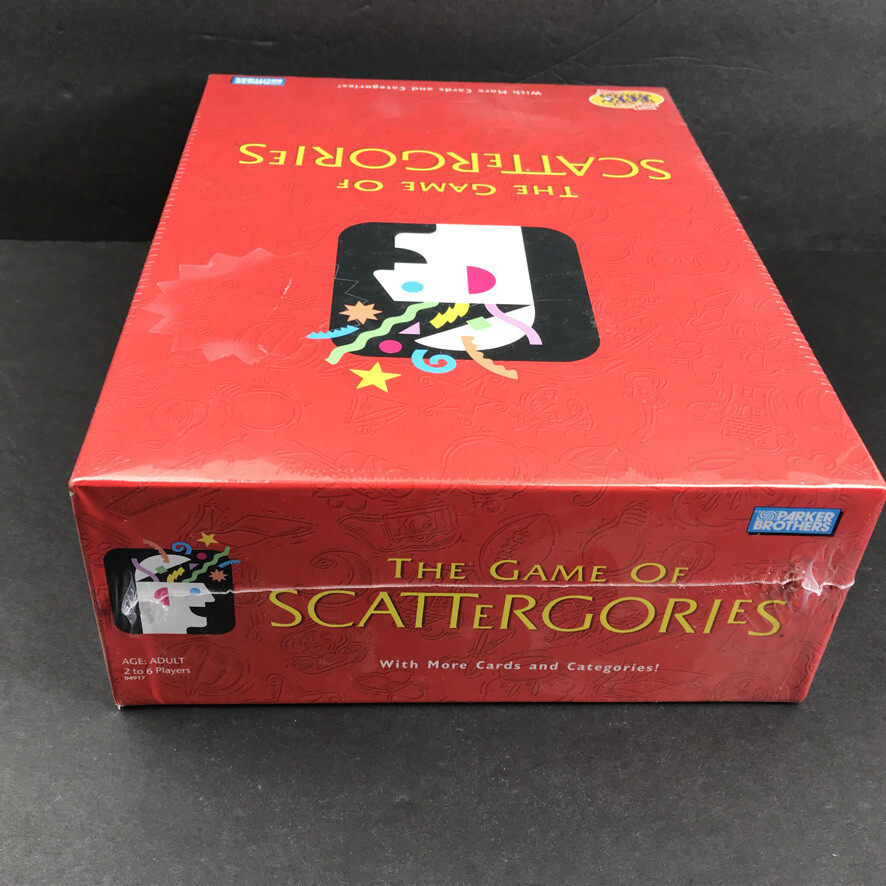 With More Cards and Categories!
THE GAME OF
SCATTERGORIES
PARKER
BROTHERS
THE GAME OF
SCATTERGORIES
With More Cards and Categories!
AGE: ADULT
2 to 6 Players
04917